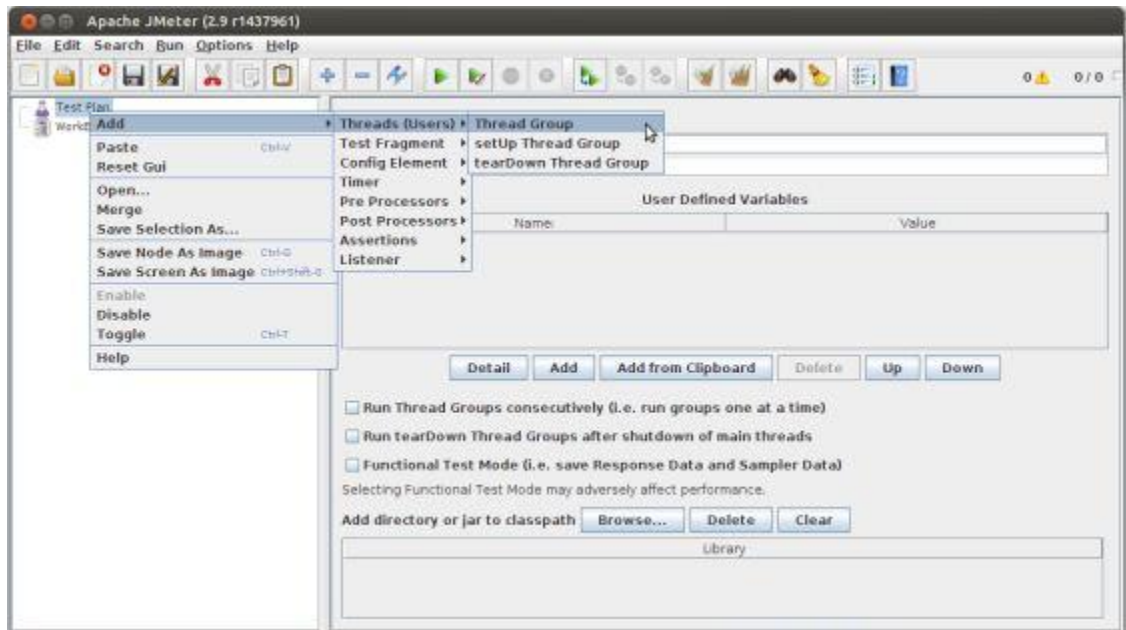 Apache JMeter (2.9 r1437961)
File Edit Search Run Options Help
0 0/0
Test Plan
Add
Paste Ctrl-V
Reset Gui
Open...
Merge
Save Selection As...
Save Node As Image Ctrl-G
Save Screen As Image Ctrl+Shift-G
Enable
Disable
Toggle Ctrl-T
Help
Threads (Users)
Test Fragment
Config Element
Timer
Pre Processors
Post Processors
Assertions
Listener
Thread Group
setUp Thread Group
tearDown Thread Group
User Defined Variables
Name: Value
Detail Add Add from Clipboard Delete Up Down
Run Thread Groups consecutively (i.e. run groups one at a time)
Run tearDown Thread Groups after shutdown of main threads
Functional Test Mode (i.e. save Response Data and Sampler Data)
Selecting Functional Test Mode may adversely affect performance.
Add directory or jar to classpath Browse... Delete Clear
Library